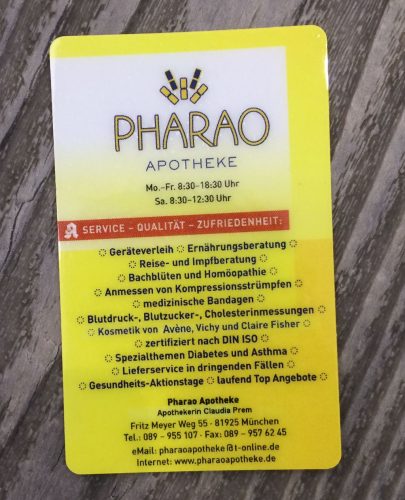 PHARAO
APOTHEKE
Mo.-Fr. 8:30-18:30 Uhr
Sa. 8:30-12:30 Uhr
SERVICE – QUALITÄT – ZUFRIEDENHEIT:
Geräteverleih ◌ Ernährungsberatung
Reise- und Impfberatung
Bachblüten und Homöopathie
Anmessen von Kompressionsstrümpfen
medizinische Bandagen
Blutdruck-, Blutzucker-, Cholesterinmessungen
Kosmetik von Avène, Vichy und Claire Fisher
zertifiziert nach DIN ISO
Spezialthemen Diabetes und Asthma
Lieferservice in dringenden Fällen
Gesundheits-Aktionstage ◌ laufend Top Angebote
Pharao Apotheke
Apothekerin Claudia Prem
Fritz Meyer Weg 55 · 81925 München
Tel.: 089 – 955 107 · Fax: 089 – 957 62 45
eMail: pharaoapotheke@t-online.de
Internet: www.pharaoapotheke.de